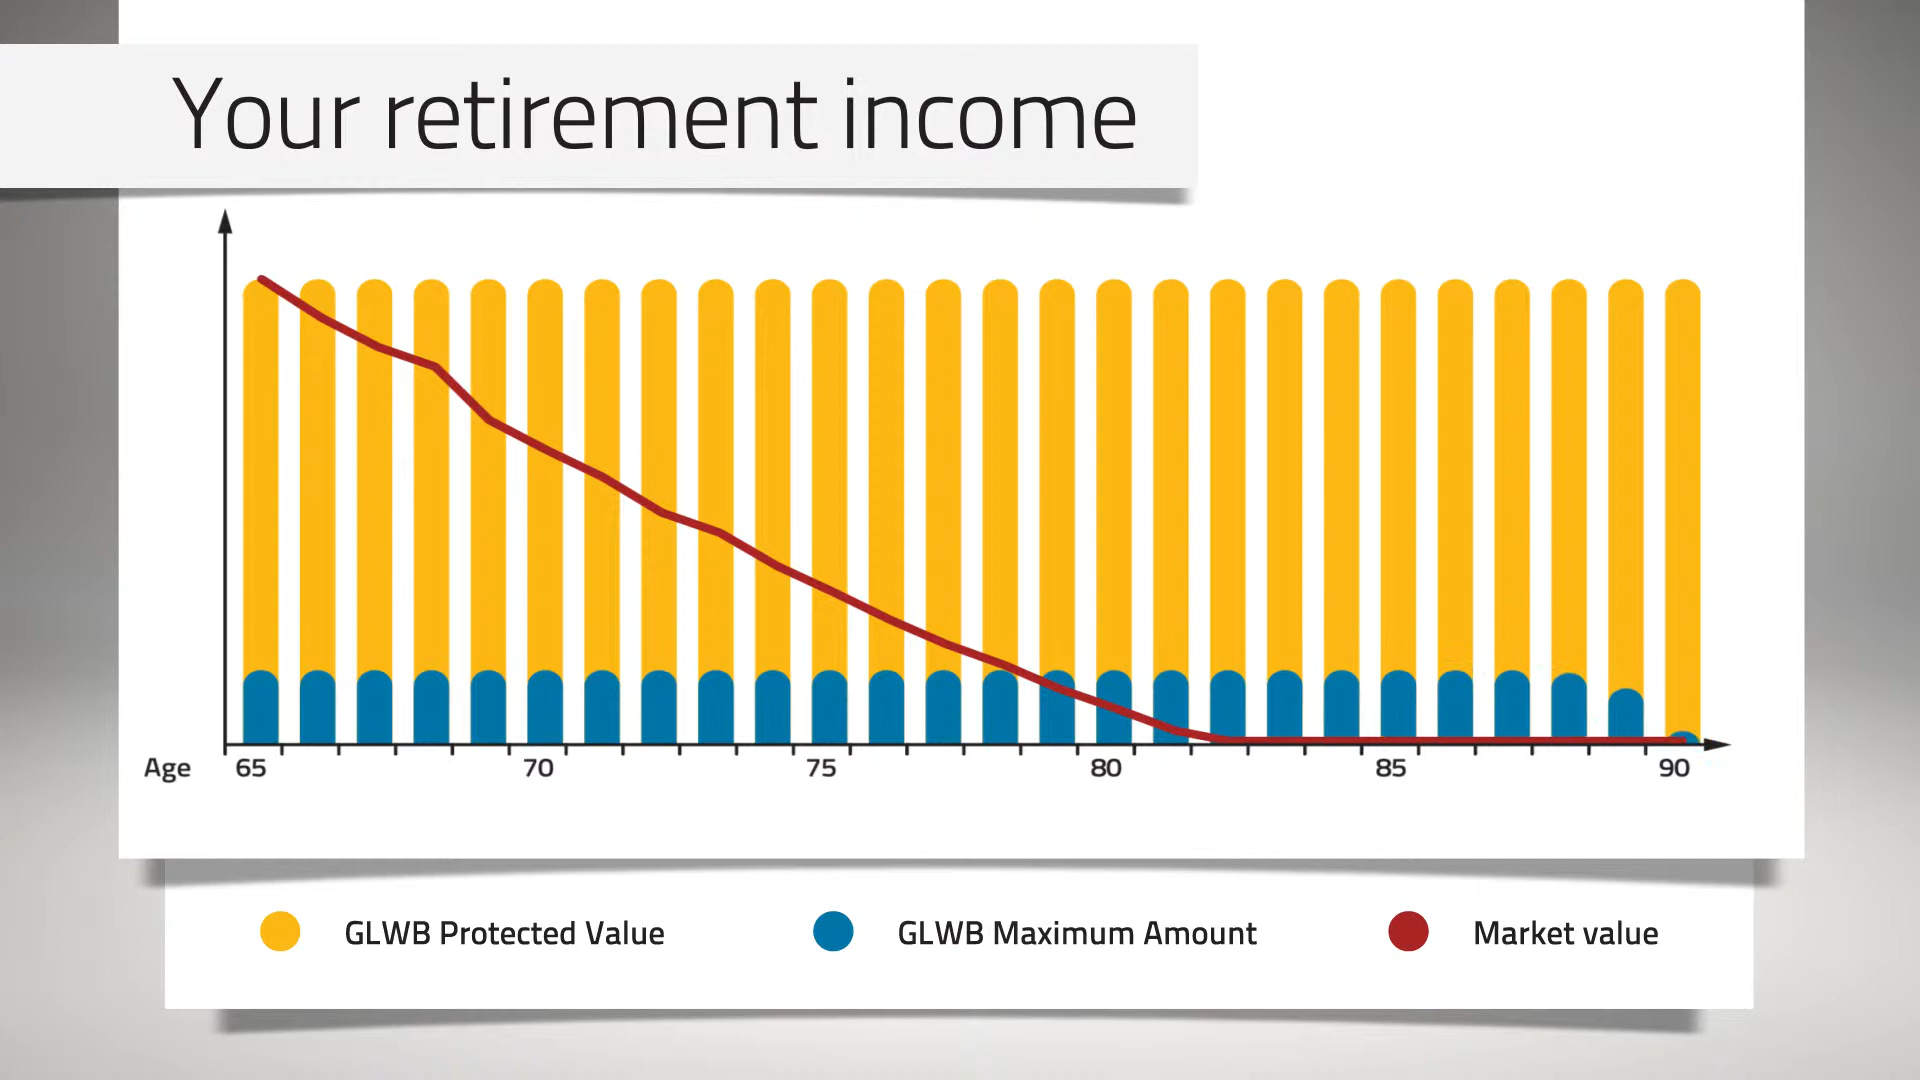 Your retirement income
Age 65 70 75 80 85 90
GLWB Protected Value GLWB Maximum Amount Market value